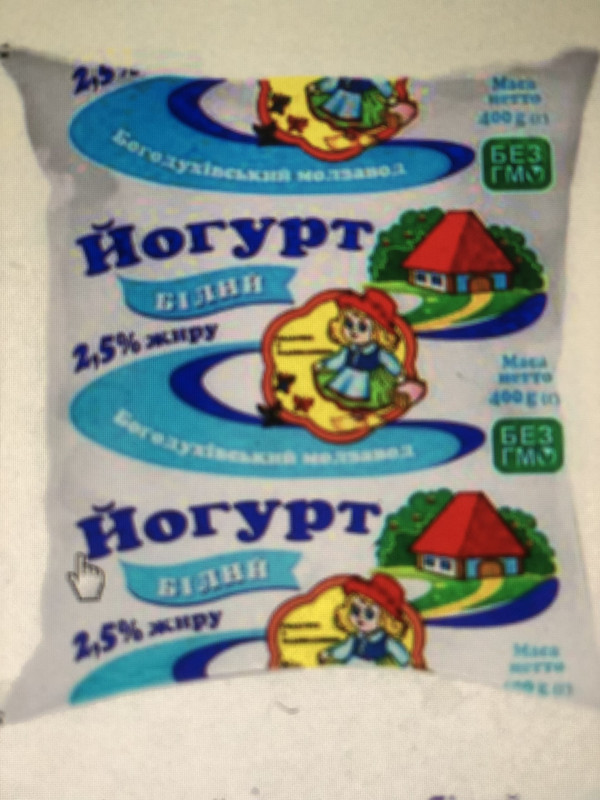 2,5%
Маса
нетто
400 g (г)
БЕЗ
ГМО
Богодухівський молзавод
Йогурт
БІЛИЙ
2,5% жиру
Маса
нетто
400 g (г)
БЕЗ
ГМО
Богодухівський молзавод
Йогурт
БІЛИЙ
2,5% жиру
Маса
нетто
400 g (г)